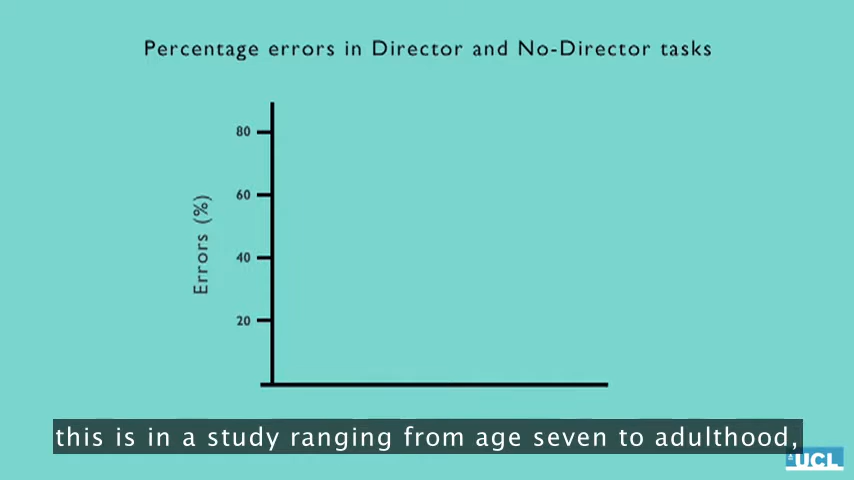 Percentage errors in Director and No-Director tasks
80
60
40
20
Errors (%)
this is in a study ranging from age seven to adulthood,
UCL